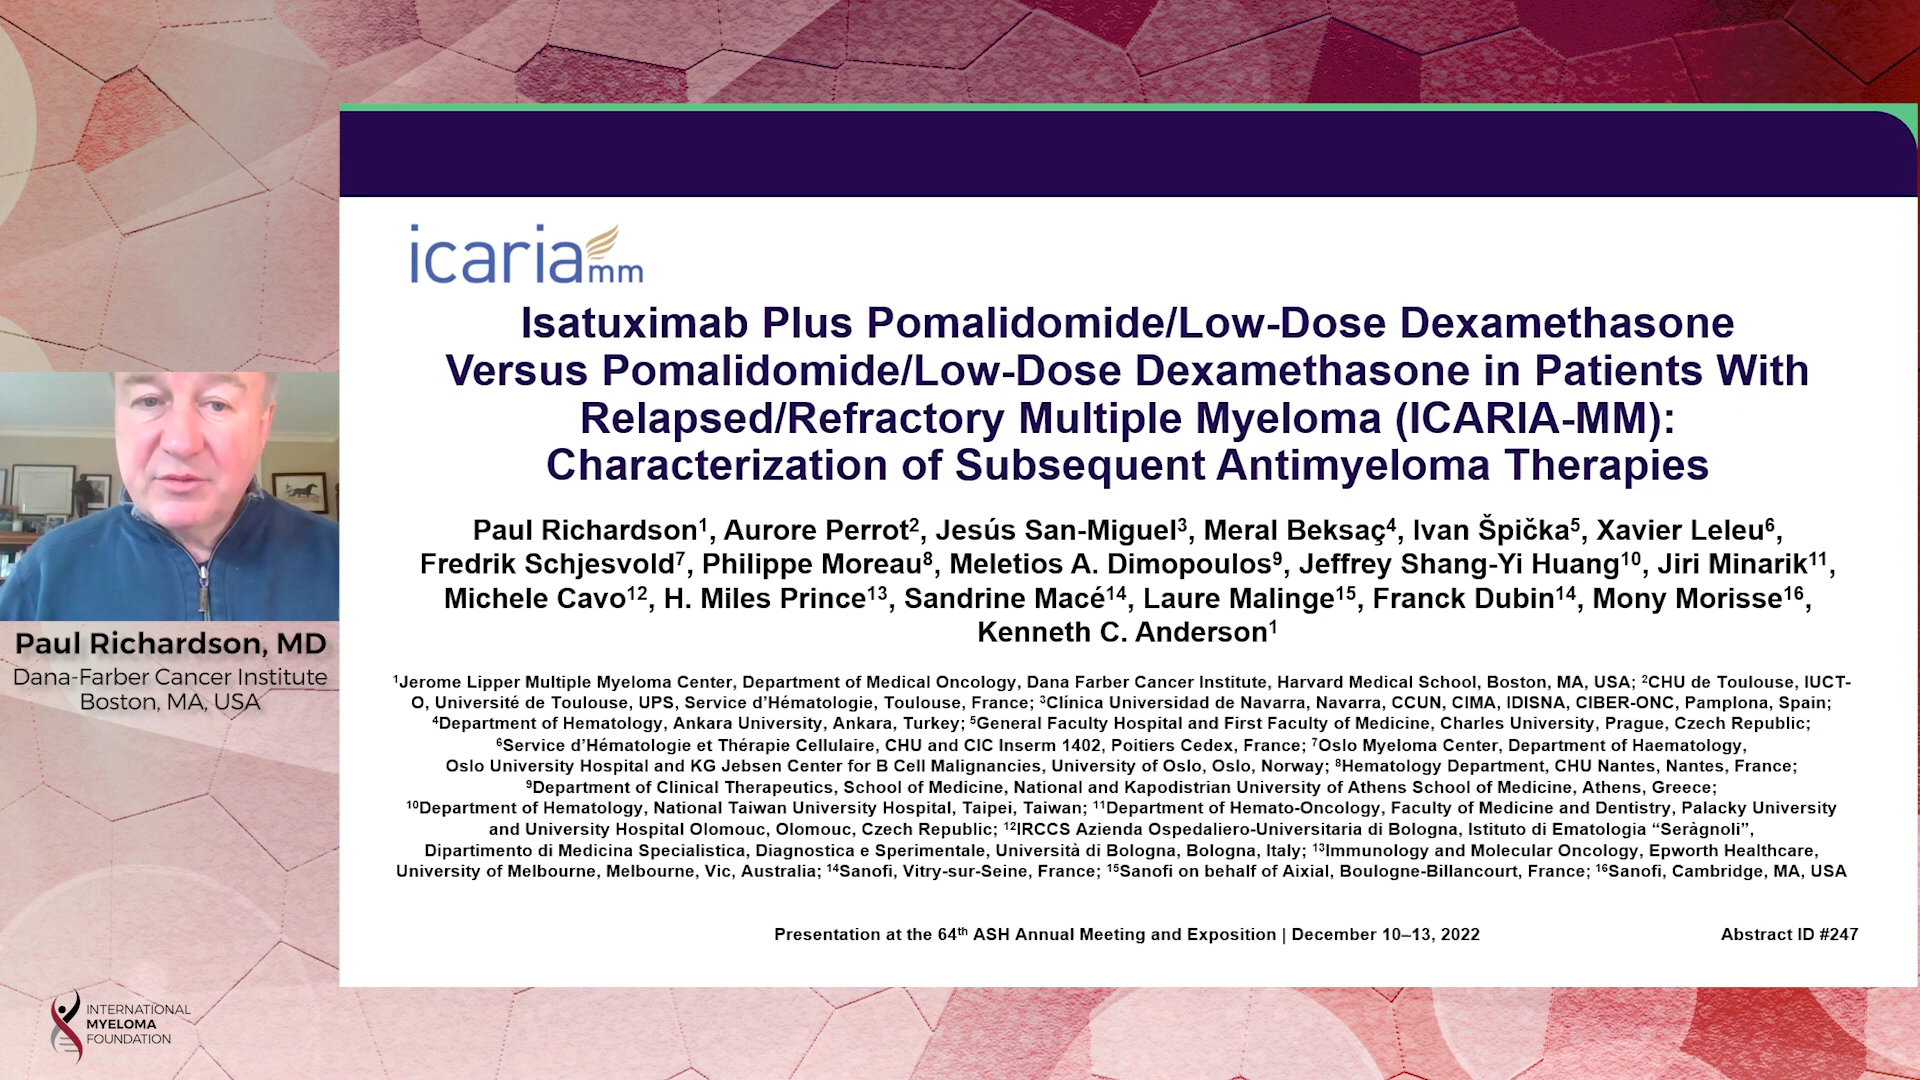 icariamm
Isatuximab Plus Pomalidomide/Low-Dose Dexamethasone
Versus Pomalidomide/Low-Dose Dexamethasone in Patients With
Relapsed/Refractory Multiple Myeloma (ICARIA-MM):
Characterization of Subsequent Antimyeloma Therapies
Paul Richardson¹, Aurore Perrot², Jesús San-Miguel³, Meral Beksaç⁴, Ivan Špička⁵, Xavier Leleu⁶,
Fredrik Schjesvold⁷, Philippe Moreau⁸, Meletios A. Dimopoulos⁹, Jeffrey Shang-Yi Huang¹⁰, Jiri Minarik¹¹,
Michele Cavo¹², H. Miles Prince¹³, Sandrine Macé¹⁴, Laure Malinge¹⁵, Franck Dubin¹⁴, Mony Morisse¹⁶,
Kenneth C. Anderson¹
¹Jerome Lipper Multiple Myeloma Center, Department of Medical Oncology, Dana Farber Cancer Institute, Harvard Medical School, Boston, MA, USA; ²CHU de Toulouse, IUCT-
O, Université de Toulouse, UPS, Service d’Hématologie, Toulouse, France; ³Clínica Universidad de Navarra, Navarra, CCUN, CIMA, IDISNA, CIBER-ONC, Pamplona, Spain;
⁴Department of Hematology, Ankara University, Ankara, Turkey; ⁵General Faculty Hospital and First Faculty of Medicine, Charles University, Prague, Czech Republic;
⁶Service d’Hématologie et Thérapie Cellulaire, CHU and CIC Inserm 1402, Poitiers Cedex, France; ⁷Oslo Myeloma Center, Department of Haematology,
Oslo University Hospital and KG Jebsen Center for B Cell Malignancies, University of Oslo, Oslo, Norway; ⁸Hematology Department, CHU Nantes, Nantes, France;
⁹Department of Clinical Therapeutics, School of Medicine, National and Kapodistrian University of Athens School of Medicine, Athens, Greece;
¹⁰Department of Hematology, National Taiwan University Hospital, Taipei, Taiwan; ¹¹Department of Hemato-Oncology, Faculty of Medicine and Dentistry, Palacky University
and University Hospital Olomouc, Olomouc, Czech Republic; ¹²IRCCS Azienda Ospedaliero-Universitaria di Bologna, Istituto di Ematologia “Seràgnoli”,
Dipartimento di Medicina Specialistica, Diagnostica e Sperimentale, Università di Bologna, Bologna, Italy; ¹³Immunology and Molecular Oncology, Epworth Healthcare,
University of Melbourne, Melbourne, Vic, Australia; ¹⁴Sanofi, Vitry-sur-Seine, France; ¹⁵Sanofi on behalf of Aixial, Boulogne-Billancourt, France; ¹⁶Sanofi, Cambridge, MA, USA
Presentation at the 64th ASH Annual Meeting and Exposition | December 10–13, 2022
Abstract ID #247
Paul Richardson, MD
Dana-Farber Cancer Institute
Boston, MA, USA
INTERNATIONAL
MYELOMA
FOUNDATION